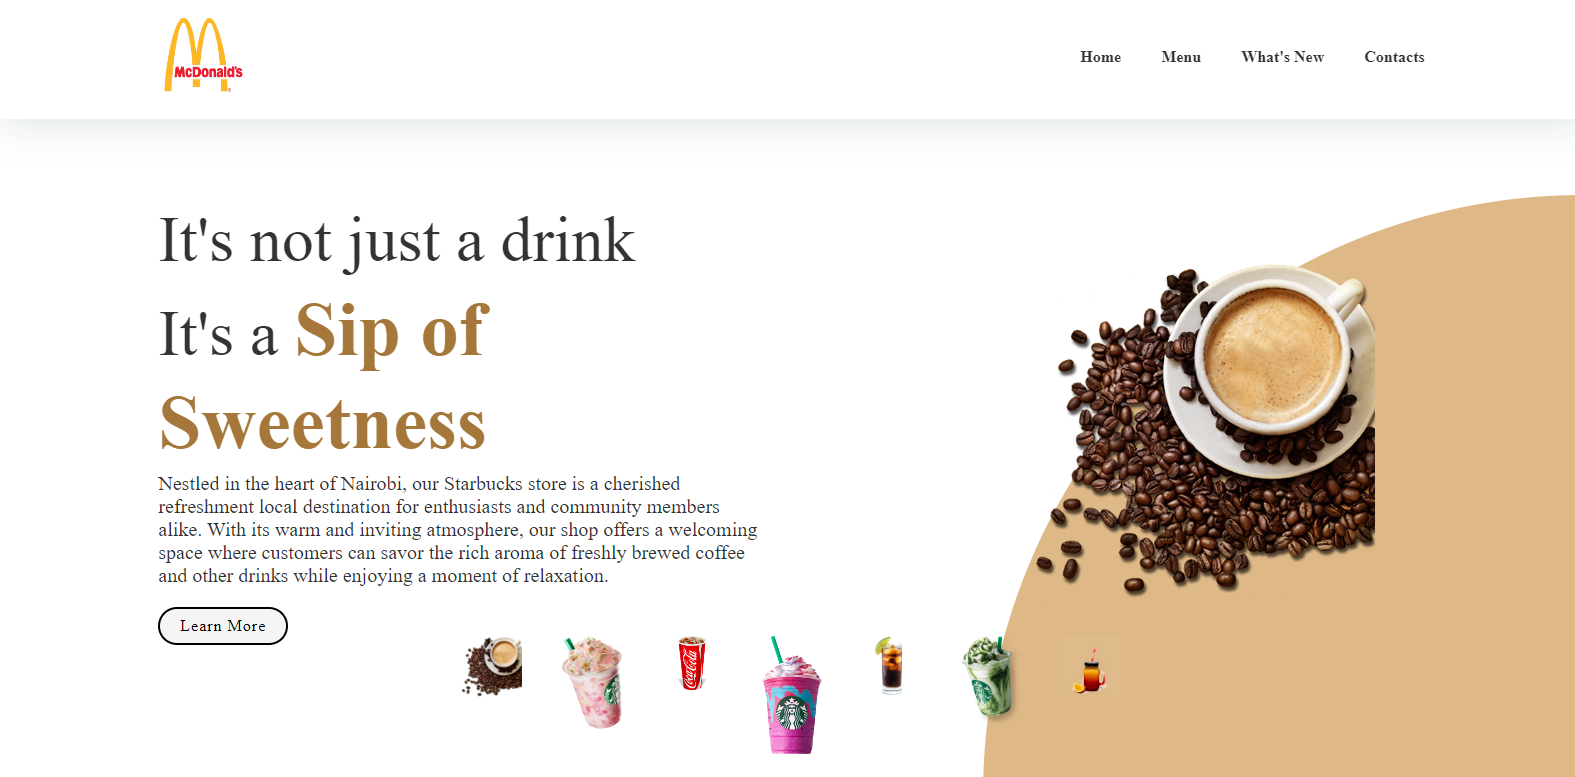 McDonald's
Home Menu What's New Contacts
It's not just a drink
It's a Sip of
Sweetness
Nestled in the heart of Nairobi, our Starbucks store is a cherished
refreshment local destination for enthusiasts and community members
alike. With its warm and inviting atmosphere, our shop offers a welcoming
space where customers can savor the rich aroma of freshly brewed coffee
and other drinks while enjoying a moment of relaxation.
Learn More
Coca-Cola